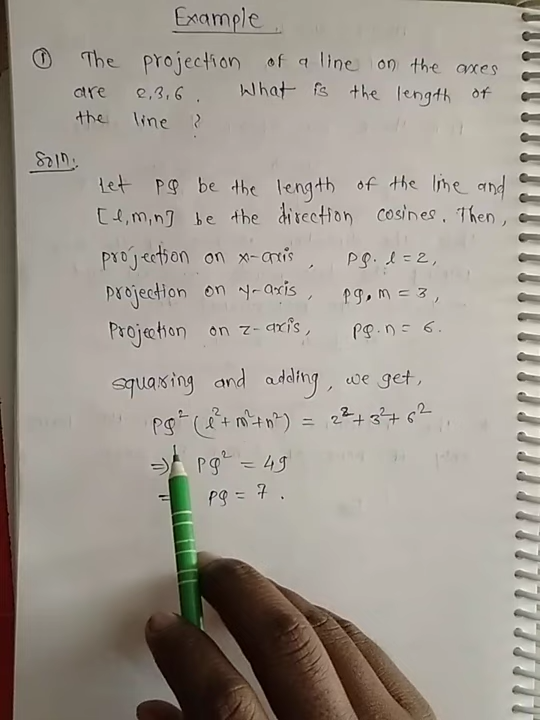 Example.
① The projection of a line on the axes
are 2,3,6. What is the length of
the line ?
Soln:
Let PQ be the length of the line and
[l,m,n] be the direction cosines. Then,
projection on x-axis, PQ. l = 2,
projection on y-axis, PQ. m = 3,
Projection on z-axis, PQ. n = 6.
squaring and adding, we get,
PQ² (l²+m²+n²) = 2²+3²+6²
⇒ PQ² = 49
⇒ PQ = 7.